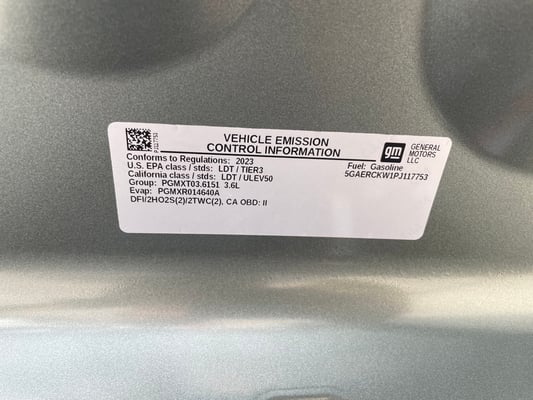 PJ117753
VEHICLE EMISSION
CONTROL INFORMATION
gm
GENERAL
MOTORS
LLC
Conforms to Regulations: 2023
U.S. EPA class / stds: LDT / TIER3
California class / stds: LDT / ULEV50
Group: PGMXT03.6151 3.6L
Evap: PGMXR014640A
DFI/2HO2S(2)/2TWC(2), CA OBD: II
Fuel: Gasoline
5GAERCKW1PJ117753